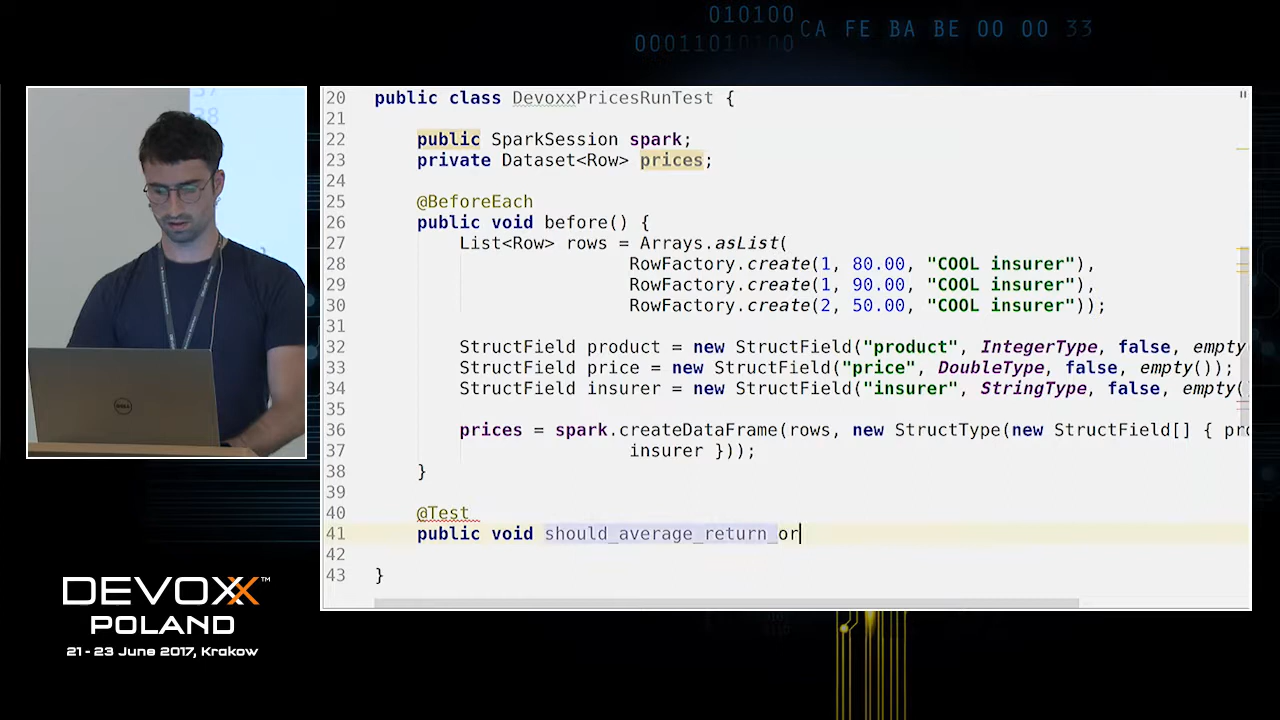 010100
00011010100
CA FE BA BE 00 00 33
37
38
20 public class DevoxxPricesRunTest {
21
22 public SparkSession spark;
23 private Dataset<Row> prices;
24
25 @BeforeEach
26 public void before() {
27 List<Row> rows = Arrays.asList(
28 RowFactory.create(1, 80.00, "COOL insurer"),
29 RowFactory.create(1, 90.00, "COOL insurer"),
30 RowFactory.create(2, 50.00, "COOL insurer"));
31
32 StructField product = new StructField("product", IntegerType, false, empty
33 StructField price = new StructField("price", DoubleType, false, empty());
34 StructField insurer = new StructField("insurer", StringType, false, empty(
35
36 prices = spark.createDataFrame(rows, new StructType(new StructField[] { pr
37 insurer }));
38 }
39
40 @Test
41 public void should_average_return_or
42
43 }
DELL
DEVOXX™
POLAND
21 - 23 June 2017, Krakow